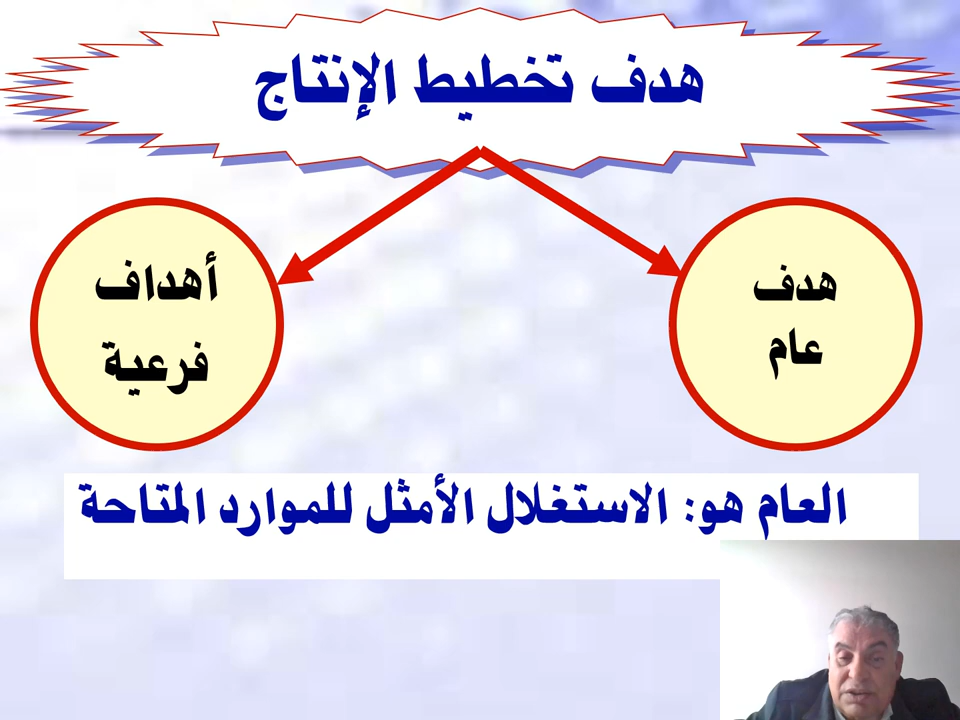 هدف تخطيط الإنتاج
هدف
عام
أهداف
فرعية
العام هو: الاستغلال الأمثل للموارد المتاحة